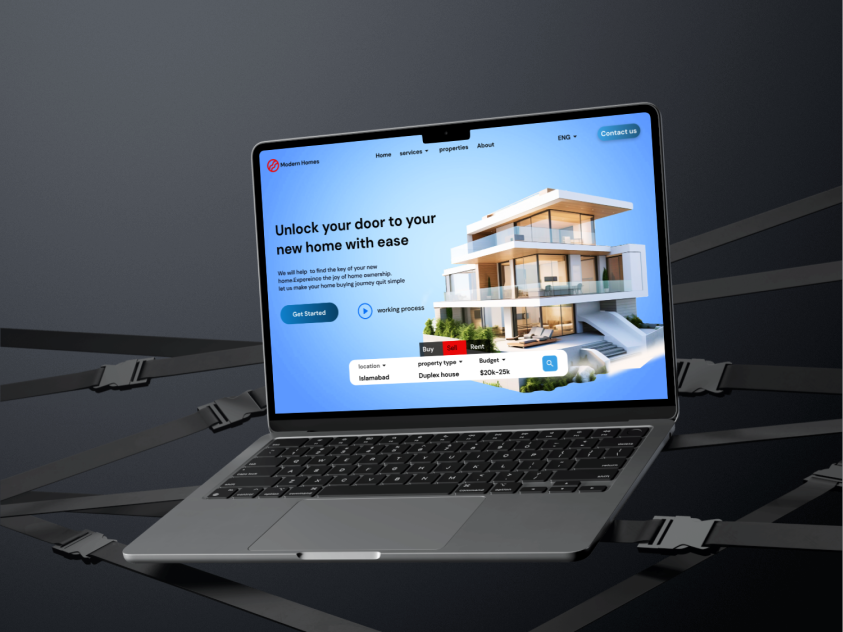 Modern Homes
Home services properties About
ENG
Contact us
Unlock your door to your
new home with ease
We will help to find the key of your new
home.Expereince the joy of home ownership.
let us make your home buying journey quit simple
Get Started
working process
Buy Sell Rent
location property type Budget
Islamabad Duplex house $20k-25k